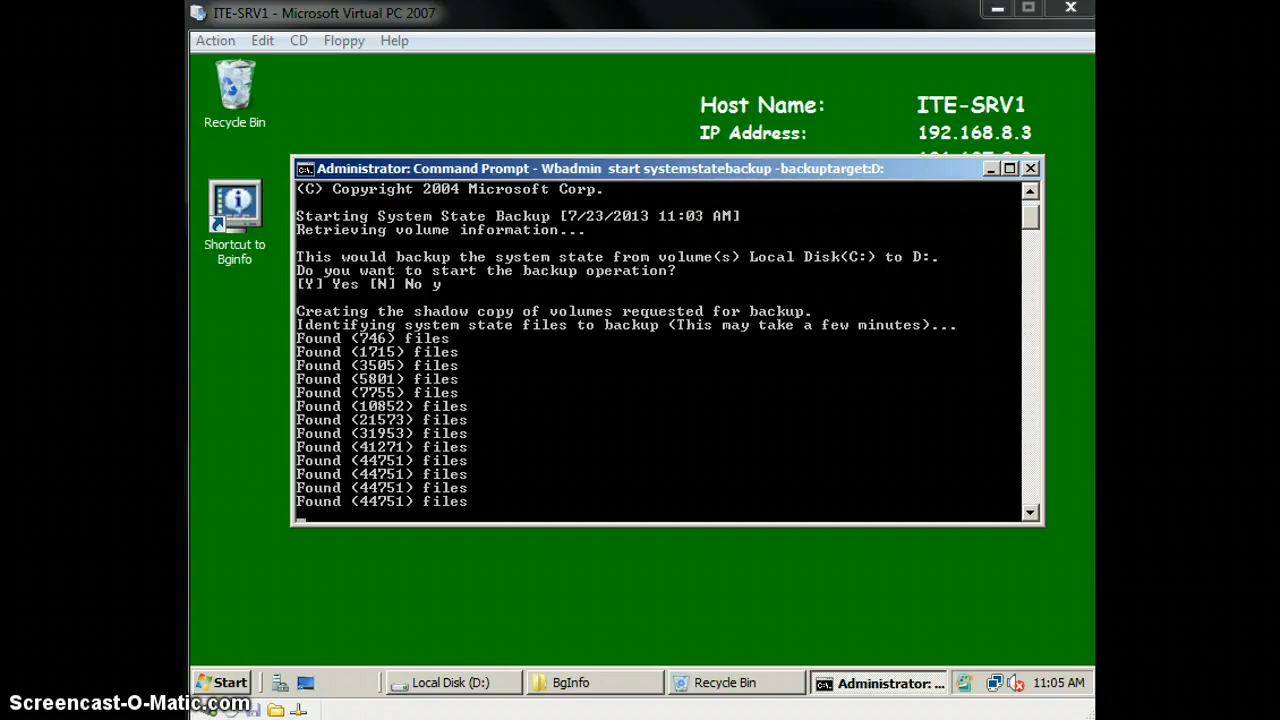 ITE-SRV1 - Microsoft Virtual PC 2007
Action Edit CD Floppy Help
Recycle Bin
Host Name: ITE-SRV1
IP Address: 192.168.8.3
Administrator: Command Prompt - Wbadmin start systemstatebackup -backuptarget:D:
(C) Copyright 2004 Microsoft Corp.
Starting System State Backup [7/23/2013 11:03 AM]
Retrieving volume information...
This would backup the system state from volume(s) Local Disk(C:) to D:.
Do you want to start the backup operation?
[Y] Yes [N] No y
Creating the shadow copy of volumes requested for backup.
Identifying system state files to backup (This may take a few minutes)...
Found (746) files
Found (1715) files
Found (3505) files
Found (5801) files
Found (7755) files
Found (10852) files
Found (21573) files
Found (31953) files
Found (41271) files
Found (44751) files
Found (44751) files
Found (44751) files
Found (44751) files
Shortcut to
Bginfo
Start Local Disk (D:) BgInfo Recycle Bin Administrator: ... 11:05 AM
Screencast-O-Matic.com